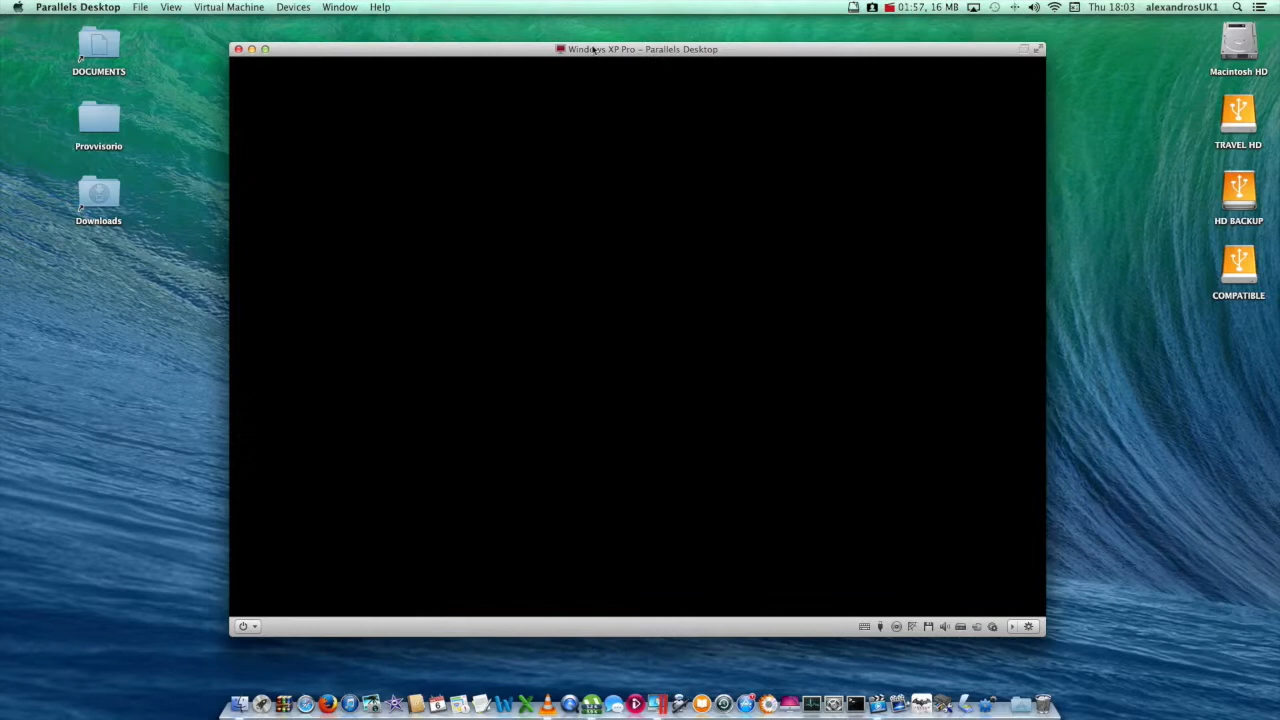 Parallels Desktop File View Virtual Machine Devices Window Help 01:57, 16 MB Thu 18:03 alexandrosUK1
Windows XP Pro – Parallels Desktop
DOCUMENTS
Macintosh HD
Provvisorio
TRAVEL HD
Downloads
HD BACKUP
COMPATIBLE